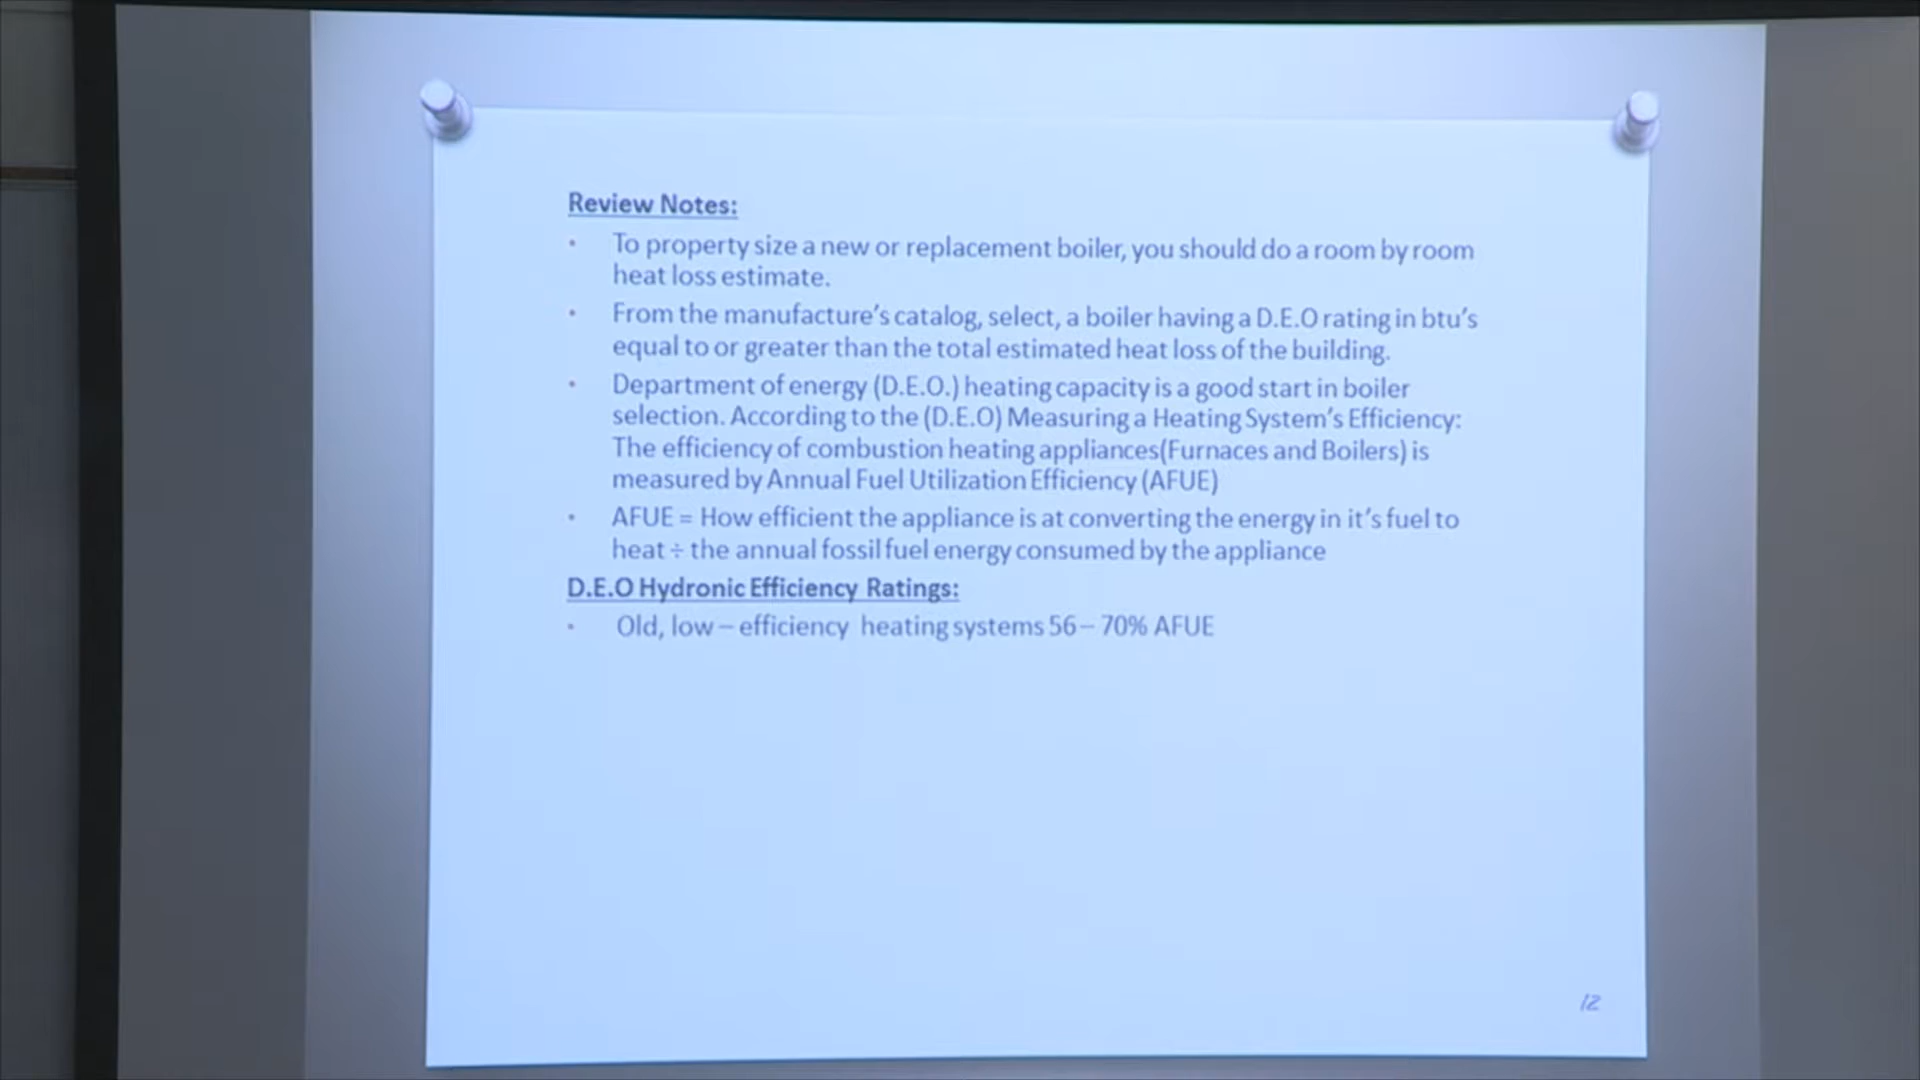 Review Notes:
• To property size a new or replacement boiler, you should do a room by room
heat loss estimate.
• From the manufacture's catalog, select, a boiler having a D.E.O rating in btu's
equal to or greater than the total estimated heat loss of the building.
• Department of energy (D.E.O.) heating capacity is a good start in boiler
selection. According to the (D.E.O) Measuring a Heating System's Efficiency:
The efficiency of combustion heating appliances(Furnaces and Boilers) is
measured by Annual Fuel Utilization Efficiency (AFUE)
• AFUE = How efficient the appliance is at converting the energy in it's fuel to
heat ÷ the annual fossil fuel energy consumed by the appliance
D.E.O Hydronic Efficiency Ratings:
• Old, low – efficiency heating systems 56 – 70% AFUE
12